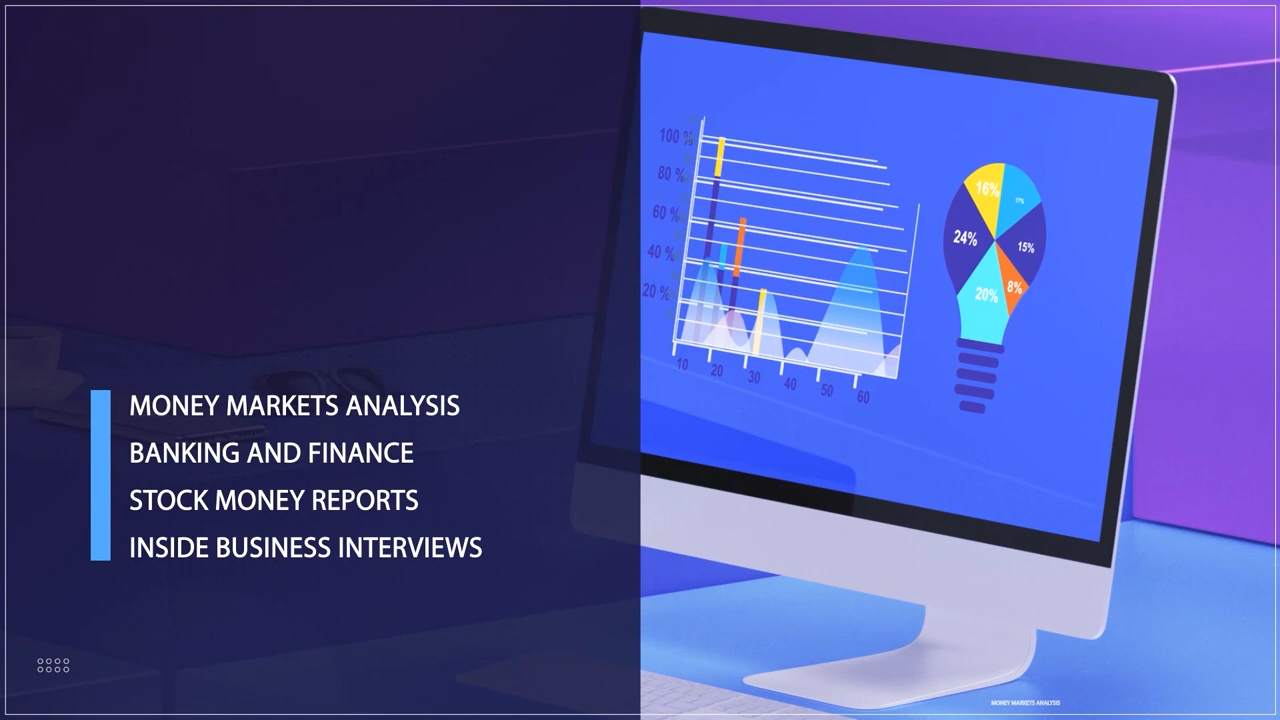 MONEY MARKETS ANALYSIS
BANKING AND FINANCE
STOCK MONEY REPORTS
INSIDE BUSINESS INTERVIEWS
100 %
80 %
60 %
40 %
20 %
10 20 30 40 50 60
16%
17%
24%
15%
20%
8%
MONEY MARKETS ANALYSIS